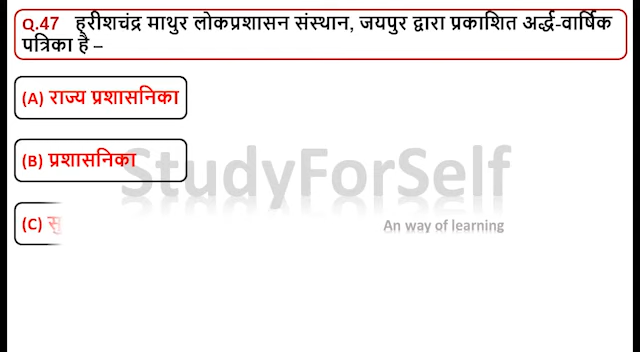 Q.47 हरीशचंद्र माथुर लोकप्रशासन संस्थान, जयपुर द्वारा प्रकाशित अर्द्ध-वार्षिक
पत्रिका है –
(A) राज्य प्रशासनिका
(B) प्रशासनिका
StudyForSelf
(C)
An way of learning